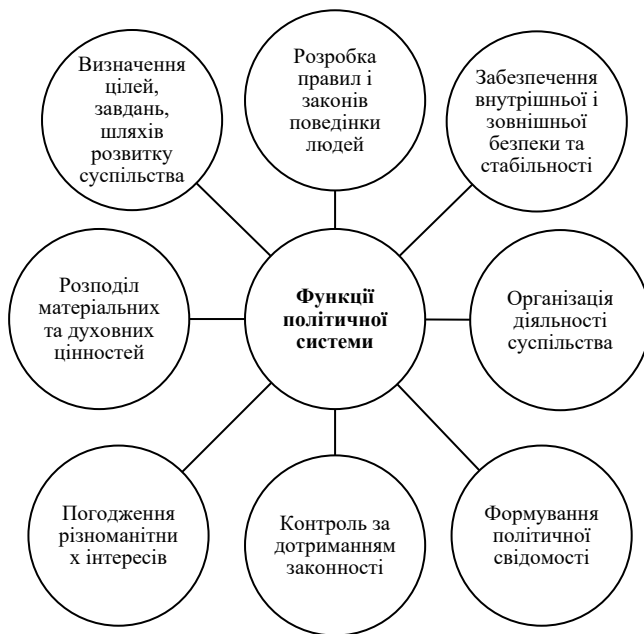 Визначення
цілей,
завдань,
шляхів
розвитку
суспільства
Розробка
правил і
законів
поведінки
людей
Забезпечення
внутрішньої і
зовнішньої
безпеки та
стабільності
Розподіл
матеріальних
та духовних
цінностей
Функції
політичної
системи
Організація
діяльності
суспільства
Погодження
різноманітни
х інтересів
Контроль за
дотриманням
законності
Формування
політичної
свідомості